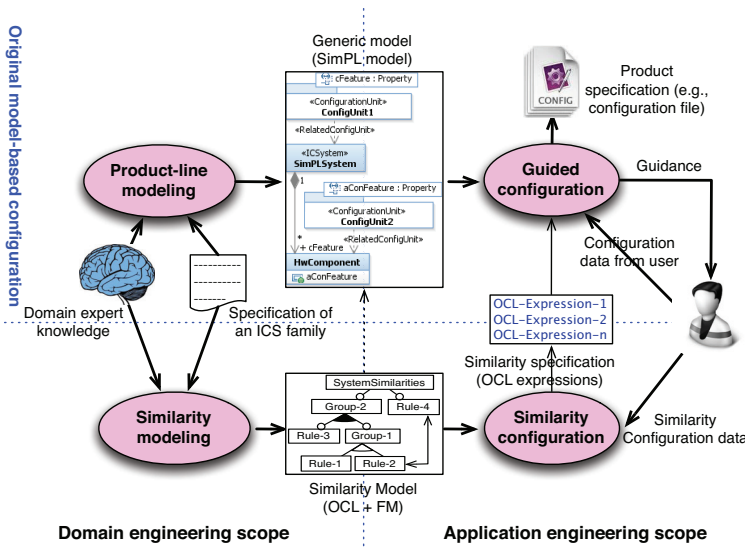 Original model-based configuration
Generic model
(SimPL model)
cFeature : Property
«ConfigurationUnit»
ConfigUnit1
«RelatedConfigUnit»
«ICSystem»
SimPLSystem
1
aConFeature : Property
«ConfigurationUnit»
ConfigUnit2
*
«RelatedConfigUnit»
+ cFeature
HwComponent
aConFeature
Product-line
modeling
CONFIG
Product
specification (e.g.,
configuration file)
Guided
configuration
Guidance
Configuration
data from user
Domain expert
knowledge
Specification of
an ICS family
OCL-Expression-1
OCL-Expression-2
OCL-Expression-n
Similarity specification
(OCL expressions)
Similarity
modeling
SystemSimilarities
Group-2
Rule-4
Rule-3
Group-1
Rule-1
Rule-2
Similarity Model
(OCL + FM)
Similarity
configuration
Similarity
Configuration data
Domain engineering scope
Application engineering scope